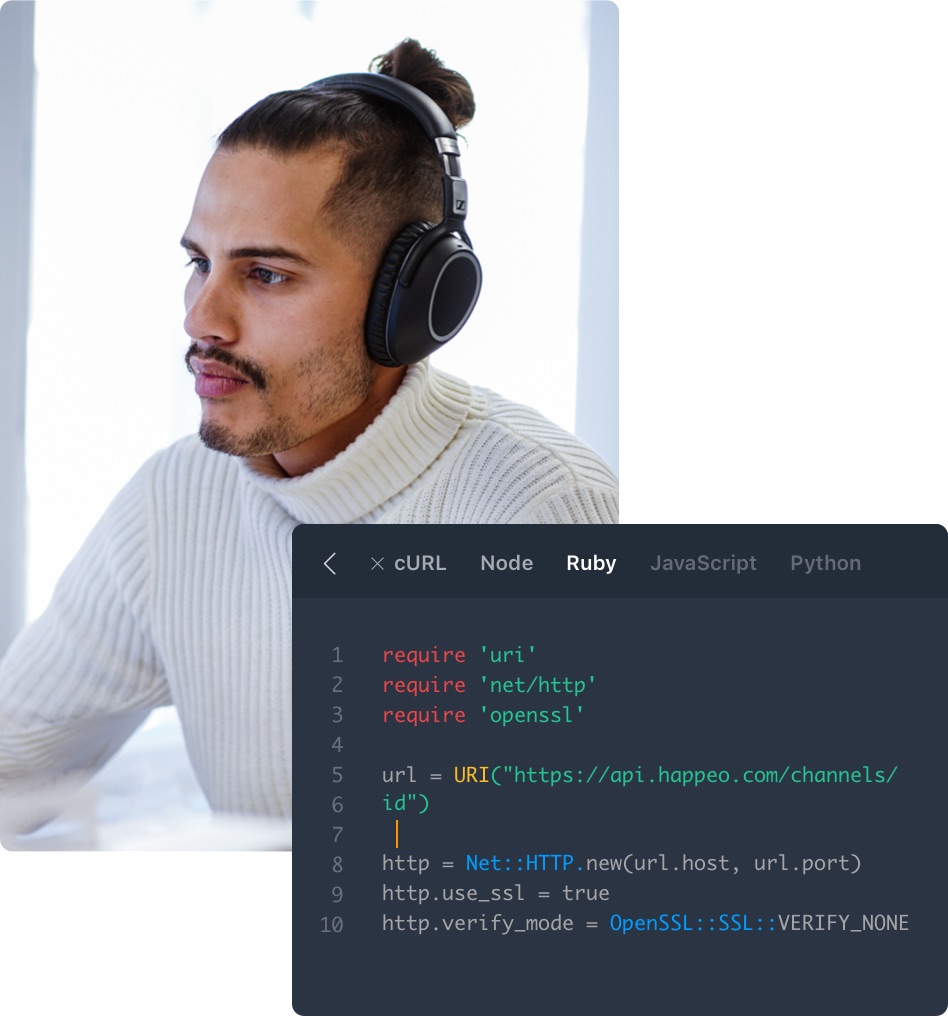 cURL Node Ruby JavaScript Python
1 require 'uri'
2 require 'net/http'
3 require 'openssl'
4
5 url = URI("https://api.happeo.com/channels/
6 id")
7
8 http = Net::HTTP.new(url.host, url.port)
9 http.use_ssl = true
10 http.verify_mode = OpenSSL::SSL::VERIFY_NONE